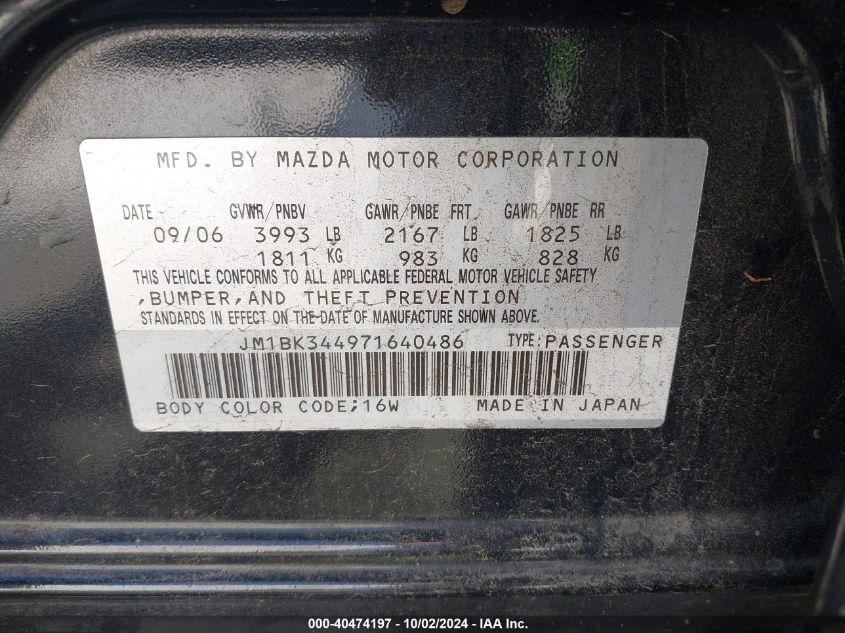 MFD. BY MAZDA MOTOR CORPORATION
DATE GVWR/PNBV GAWR/PNBE FRT GAWR/PNBE RR
09/06 3993 LB 2167 LB 1825 LB
1811 KG 983 KG 828 KG
THIS VEHICLE CONFORMS TO ALL APPLICABLE FEDERAL MOTOR VEHICLE SAFETY
,BUMPER,AND THEFT PREVENTION
STANDARDS IN EFFECT ON THE DATE OF MANUFACTURE SHOWN ABOVE.
JM1BK344971640486 TYPE:PASSENGER
BODY COLOR CODE;16W MADE IN JAPAN
000-40474197 - 10/02/2024 - IAA Inc.